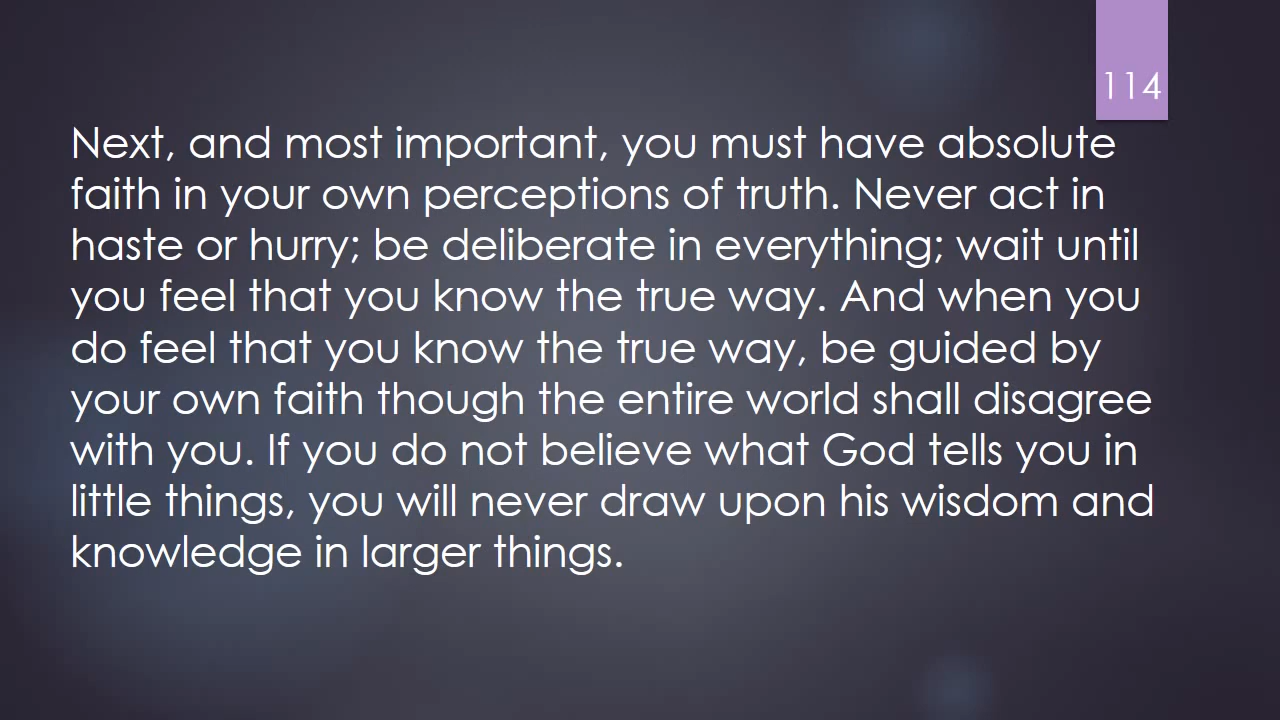 114
Next, and most important, you must have absolute
faith in your own perceptions of truth. Never act in
haste or hurry; be deliberate in everything; wait until
you feel that you know the true way. And when you
do feel that you know the true way, be guided by
your own faith though the entire world shall disagree
with you. If you do not believe what God tells you in
little things, you will never draw upon his wisdom and
knowledge in larger things.